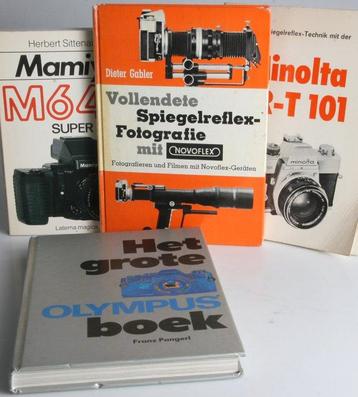 Herbert Sittena
Mamiy
M64
SUPER
Laterna magica
Dieter Gabler
Vollendete
Spiegelreflex-
Fotografie
mit NOVOFLEX
Fotografieren und Filmen mit Novoflex-Geräten
piegelreflex-Technik mit der
inolta
R-T 101
minolta
Het
grote
OLYMPUS
boek
Franz Pangerl